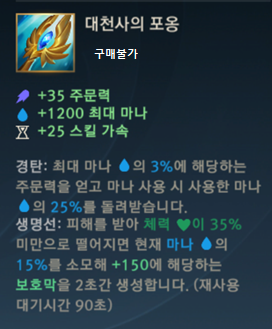 대천사의 포옹
구매불가
+35 주문력
+1200 최대 마나
+25 스킬 가속
경탄: 최대 마나 의 3%에 해당하는
주문력을 얻고 마나 사용 시 사용한 마나
의 25%를 돌려받습니다.
생명선: 피해를 받아 체력 이 35%
미만으로 떨어지면 현재 마나 의
15%를 소모해 +150에 해당하는
보호막을 2초간 생성합니다. (재사용
대기시간 90초)